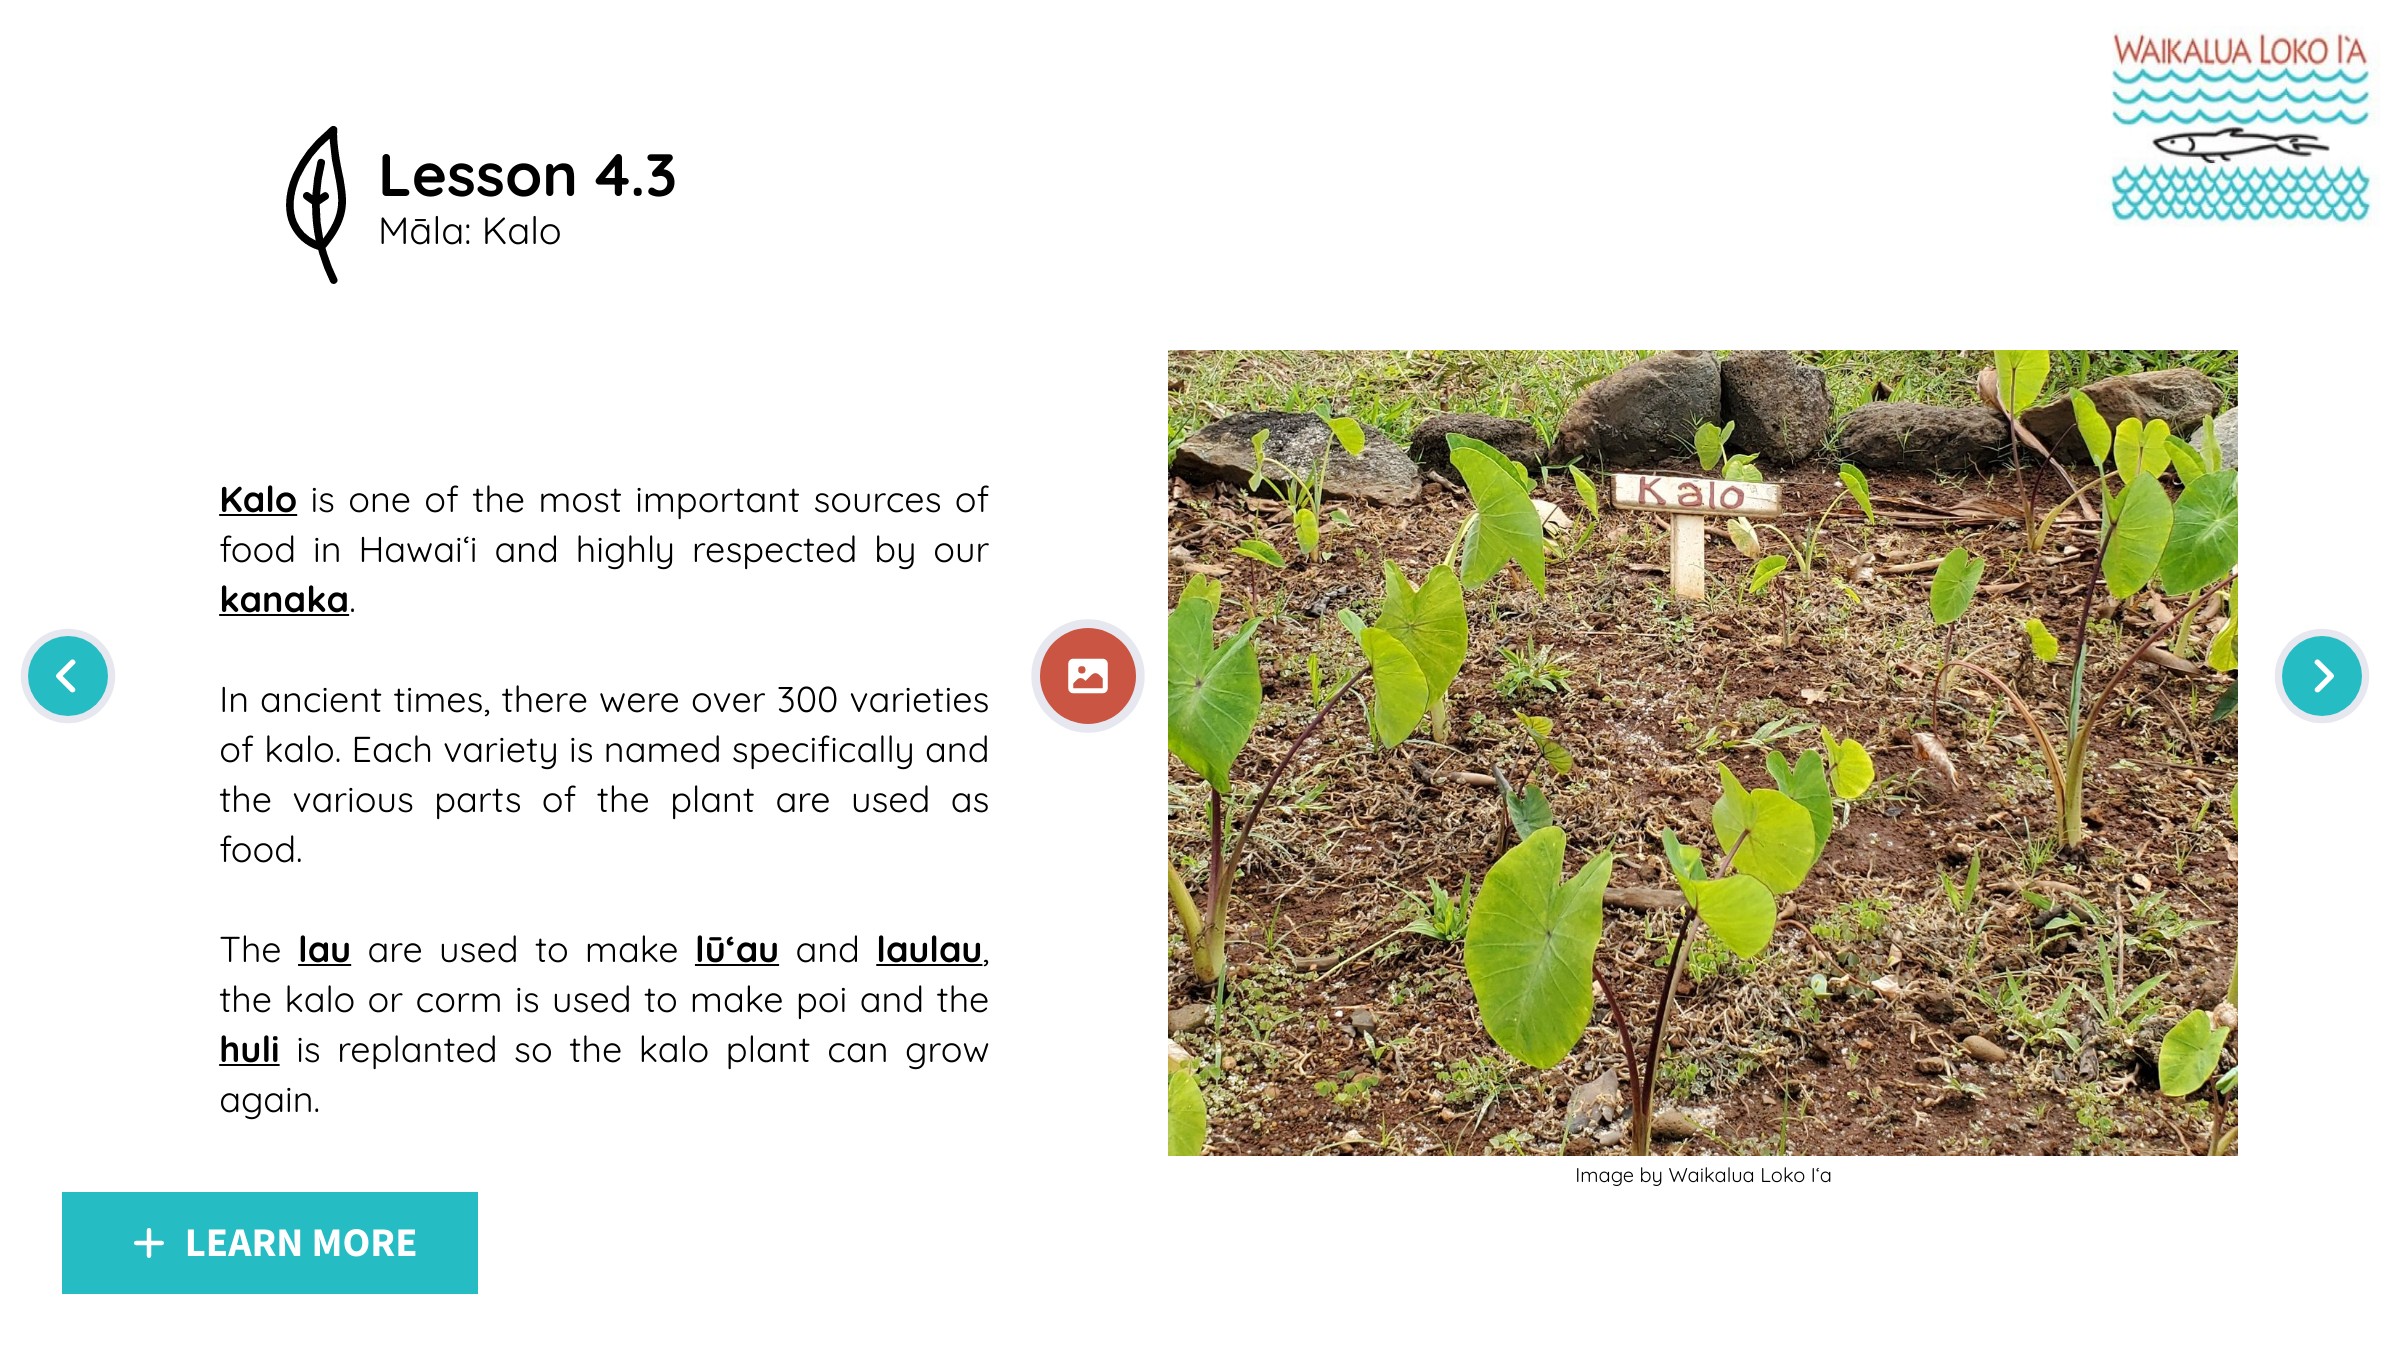 WAIKALUA LOKO I‘A
Lesson 4.3
Māla: Kalo
Kalo is one of the most important sources of
food in Hawai‘i and highly respected by our
kanaka.
In ancient times, there were over 300 varieties
of kalo. Each variety is named specifically and
the various parts of the plant are used as
food.
The lau are used to make lū‘au and laulau,
the kalo or corm is used to make poi and the
huli is replanted so the kalo plant can grow
again.
Kalo
Image by Waikalua Loko I‘a
+ LEARN MORE